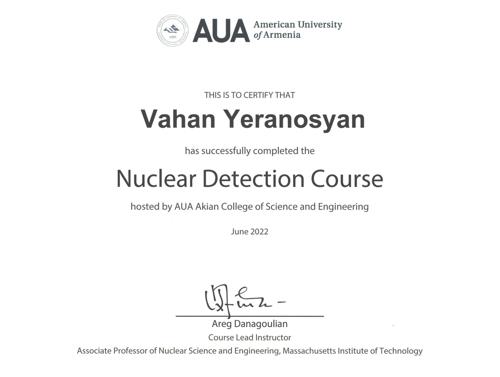 AUA American University
of Armenia
THIS IS TO CERTIFY THAT
Vahan Yeranosyan
has successfully completed the
Nuclear Detection Course
hosted by AUA Akian College of Science and Engineering
June 2022
Areg Danagoulian
Course Lead Instructor
Associate Professor of Nuclear Science and Engineering, Massachusetts Institute of Technology